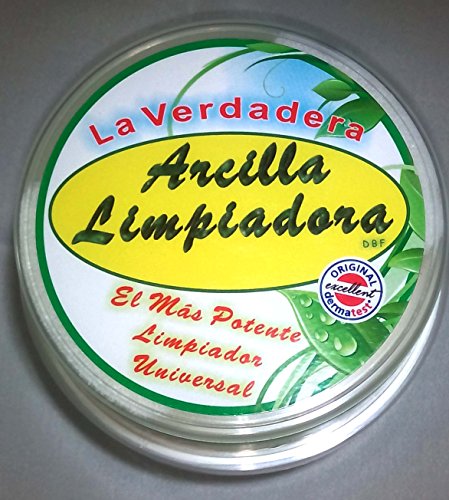 La Verdadera
Arcilla
Limpiadora
DBF
ORIGINAL
excellent
dermatest
El Más Potente
Limpiador
Universal